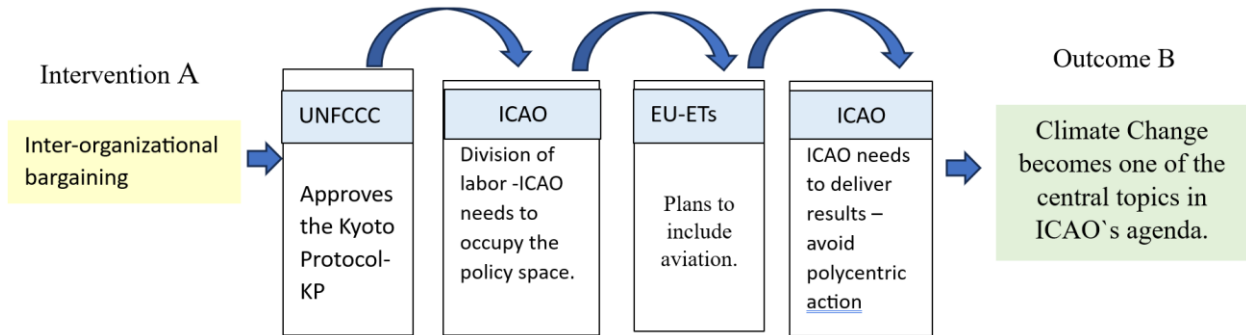 Intervention A
Inter-organizational
bargaining
UNFCCC
Approves
the Kyoto
Protocol-
KP
ICAO
Division of
labor -ICAO
needs to
occupy the
policy space.
EU-ETs
Plans to
include
aviation.
ICAO
ICAO needs
to deliver
results –
avoid
polycentric
action
Outcome B
Climate Change
becomes one of the
central topics in
ICAO`s agenda.